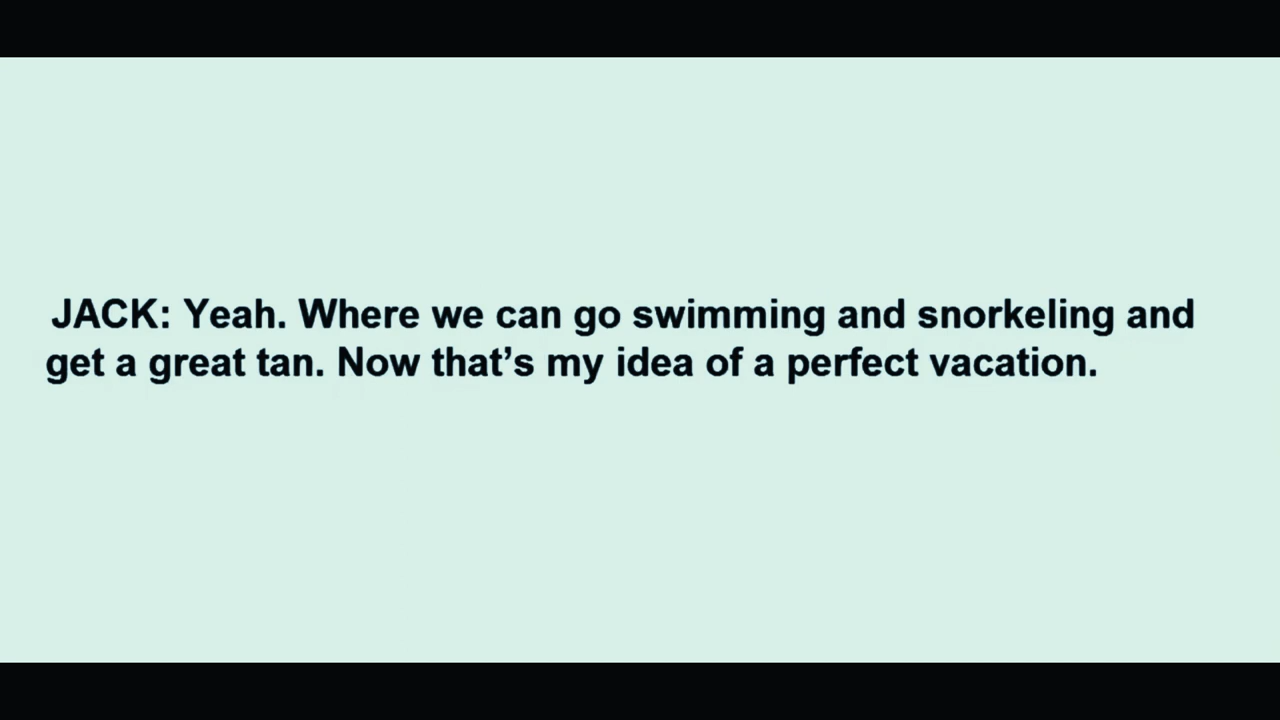 JACK: Yeah. Where we can go swimming and snorkeling and
get a great tan. Now that’s my idea of a perfect vacation.